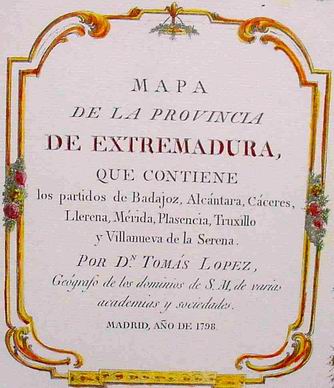 MAPA
DE LA PROVINCIA
DE EXTREMADURA,
QUE CONTIENE
los partidos de Badajoz, Alcántara, Cáceres,
Llerena, Mérida, Plasencia, Truxillo
y Villanueva de la Serena.
POR D.N TOMÁS LOPEZ,
Geógrafo de los dominios de S.M, de varias
academias y sociedades.
MADRID, AÑO DE 1798.